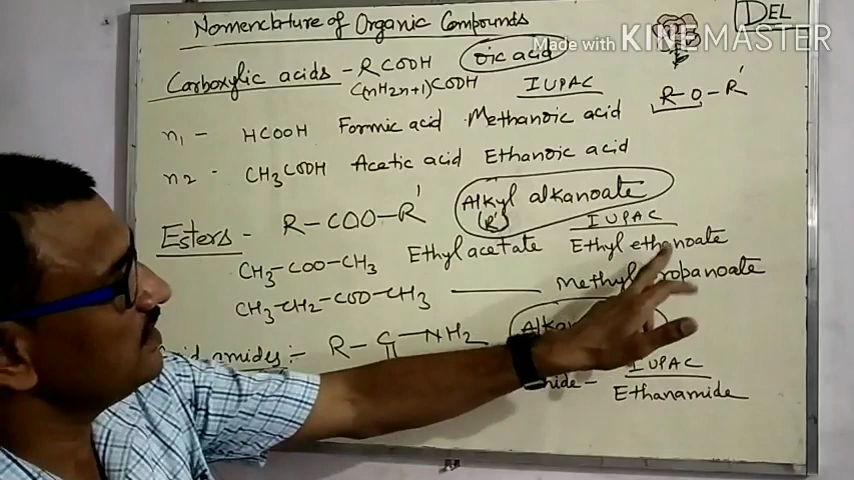 Nomenclature of Organic Compounds
DEL
Made with KINEMASTER
Carboxylic acids - RCOOH oic acid
(nH2n+1)COOH IUPAC
R-O-R'
n1 - HCOOH Formic acid Methanoic acid
n2 - CH3COOH Acetic acid Ethanoic acid
Esters - R-COO-R' Alkyl alkanoate
(R')
IUPAC
CH3-COO-CH3 Ethyl acetate Ethyl ethanoate
CH3-CH2-COO-CH3 Methyl propanoate
amides :- R-C-NH2
IUPAC
Ethanamide